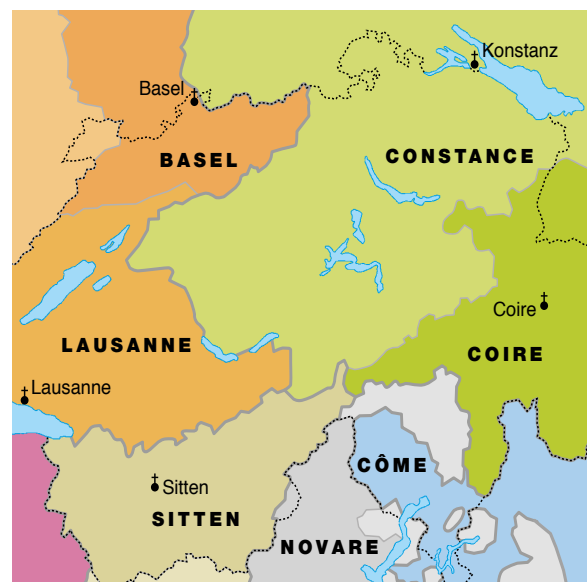 Konstanz
Basel
BASEL
CONSTANCE
Coire
LAUSANNE
COIRE
Lausanne
CÔME
Sitten
SITTEN
NOVARE